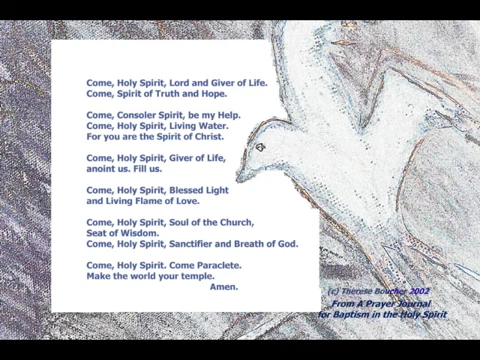 Come, Holy Spirit, Lord and Giver of Life.
Come, Spirit of Truth and Hope.
Come, Consoler Spirit, be my Help.
Come, Holy Spirit, Living Water.
For you are the Spirit of Christ.
Come, Holy Spirit, Giver of Life,
anoint us. Fill us.
Come, Holy Spirit, Blessed Light
and Living Flame of Love.
Come, Holy Spirit, Soul of the Church,
Seat of Wisdom.
Come, Holy Spirit, Sanctifier and Breath of God.
Come, Holy Spirit. Come Paraclete.
Make the world your temple.
Amen.
(c) Therese Boucher 2002
From A Prayer Journal
for Baptism in the Holy Spirit